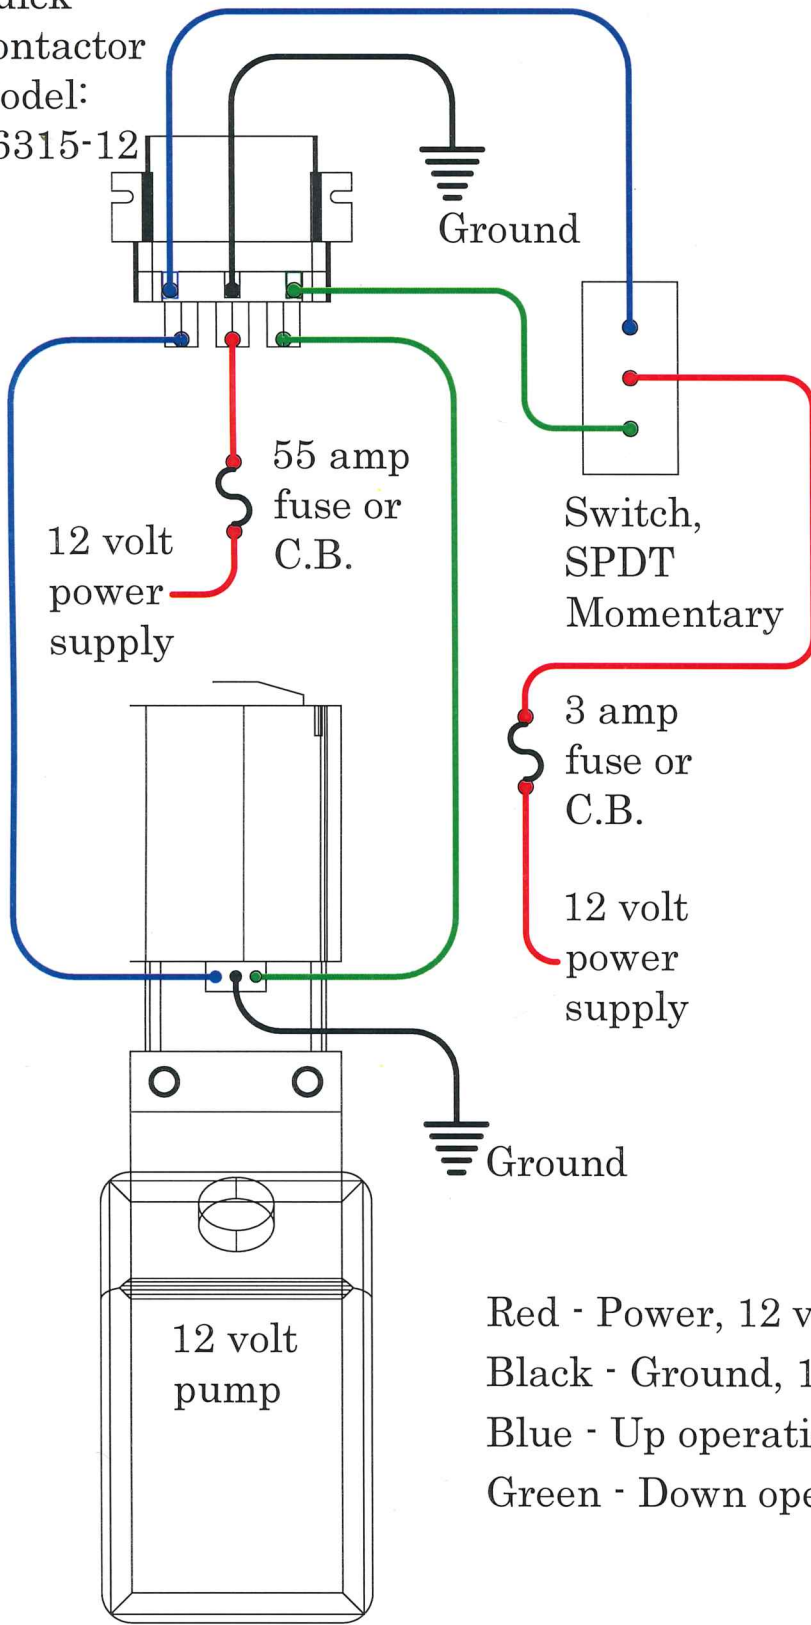 ontactor
odel:
6315-12
Ground
55 amp
fuse or
C.B.
12 volt
power
supply
Switch,
SPDT
Momentary
3 amp
fuse or
C.B.
12 volt
power
supply
Ground
12 volt
pump
Red - Power, 12 v
Black - Ground, 1
Blue - Up operati
Green - Down ope